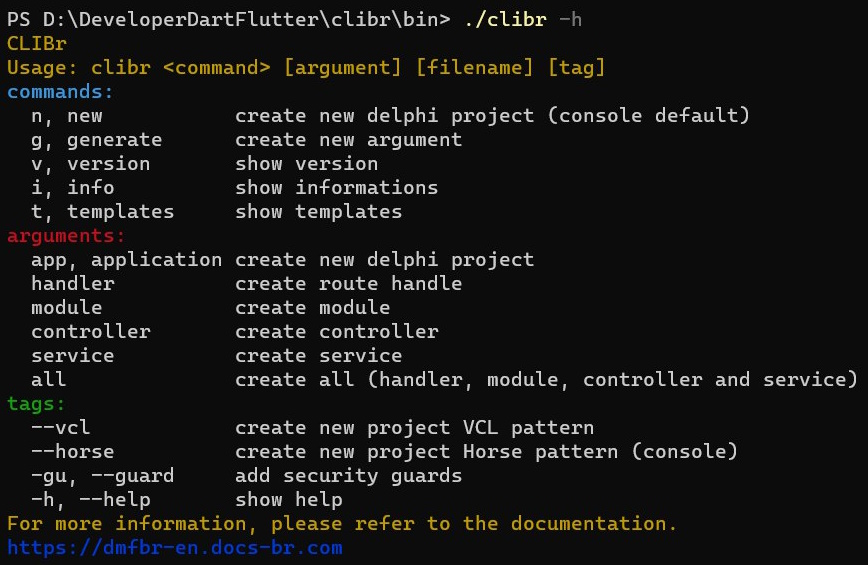 PS D:\DeveloperDartFlutter\clibr\bin> ./clibr -h
CLIBr
Usage: clibr <command> [argument] [filename] [tag]
commands:
  n, new           create new delphi project (console default)
  g, generate      create new argument
  v, version       show version
  i, info          show informations
  t, templates     show templates
arguments:
  app, application create new delphi project
  handler          create route handle
  module           create module
  controller       create controller
  service          create service
  all              create all (handler, module, controller and service)
tags:
  --vcl            create new project VCL pattern
  --horse          create new project Horse pattern (console)
  -gu, --guard     add security guards
  -h, --help       show help
For more information, please refer to the documentation.
https://dmfbr-en.docs-br.com